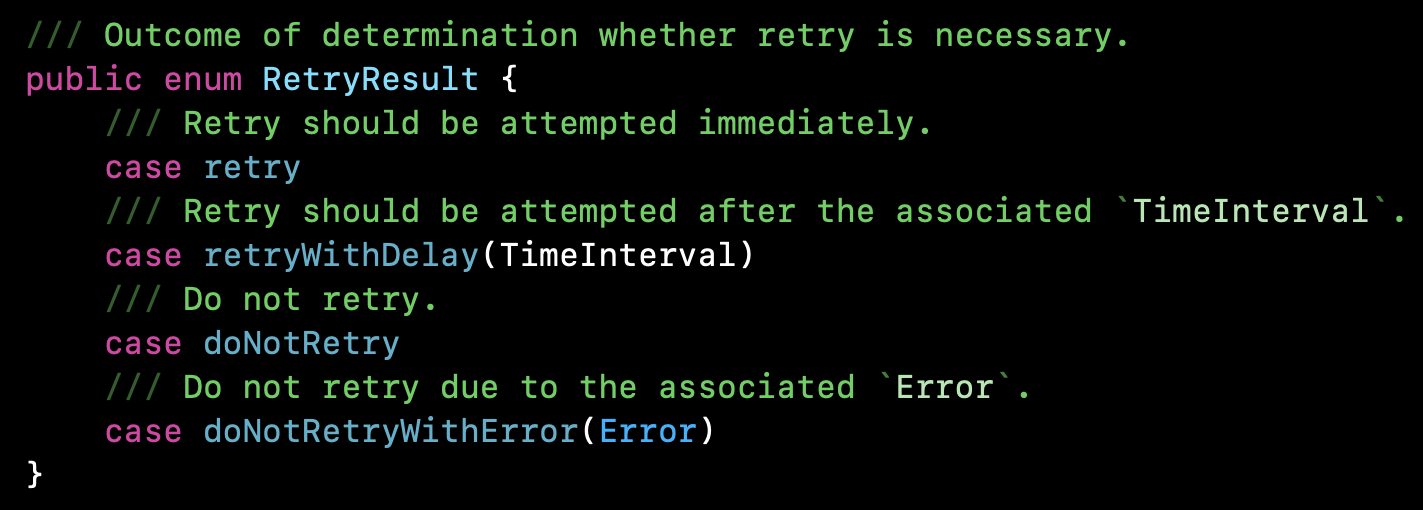 /// Outcome of determination whether retry is necessary.
public enum RetryResult {
    /// Retry should be attempted immediately.
    case retry
    /// Retry should be attempted after the associated `TimeInterval`.
    case retryWithDelay(TimeInterval)
    /// Do not retry.
    case doNotRetry
    /// Do not retry due to the associated `Error`.
    case doNotRetryWithError(Error)
}